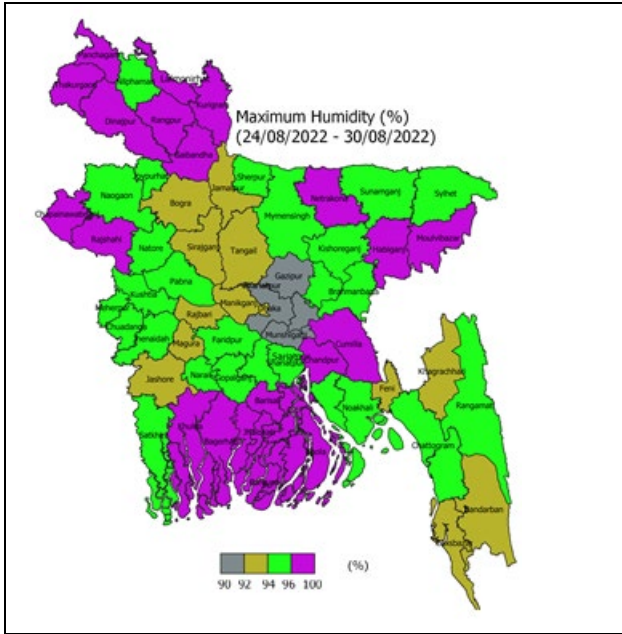 Panchagarh
Nilphamari
Lalmonirhat
Thakurgaon
Kurigram
Dinajpur
Rangpur
Maximum Humidity (%)
(24/08/2022 - 30/08/2022)
Gaibandha
Joypurhat
Sherpur
Jamalpur
Naogaon
Netrakona
Sunamganj
Sylhet
Bogra
Mymensingh
Chapainawabganj
Rajshahi
Natore
Sirajganj
Tangail
Kishoreganj
Habiganj
Moulvibazar
Gazipur
Pabna
Kushtia
Manikganj
Meherpur
Rajbari
Chuadanga
Munshiganj
Magura
Faridpur
Cumilla
Chandpur
Jashore
Narail
Gopalganj
Khagrachhari
Feni
Noakhali
Rangamati
Satkhira
Khulna
Bagerhat
Barisal
Chattogram
Bandarban
90 92 94 96 100 (%)